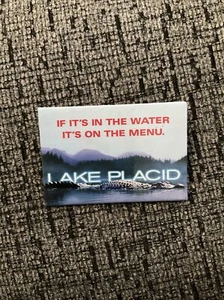 IF IT'S IN THE WATER
IT'S ON THE MENU.
LAKE PLACID